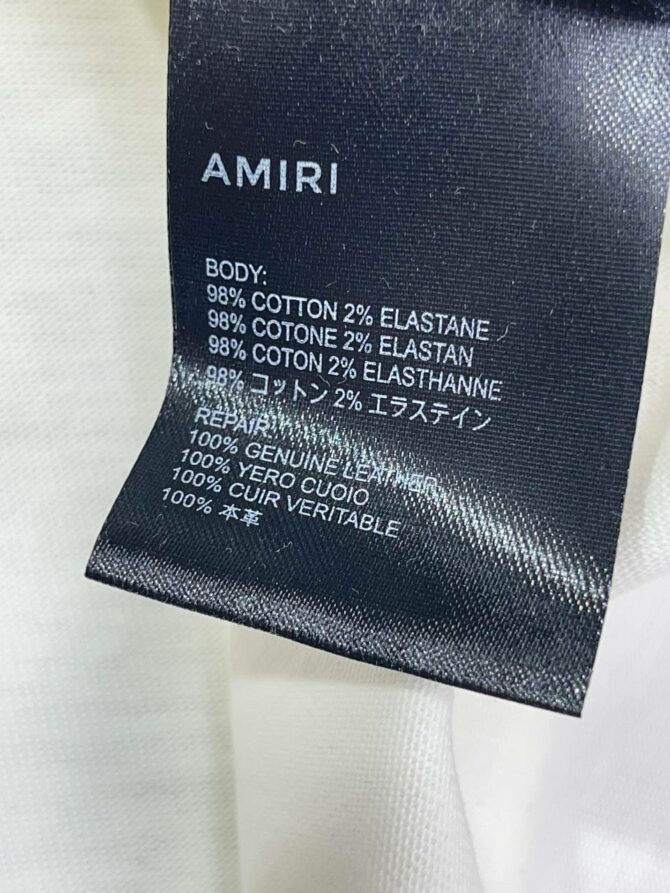 AMIRI
BODY:
98% COTTON 2% ELASTANE
98% COTONE 2% ELASTAN
98% COTON 2% ELASTHANNE
98% コットン 2% エラステイン
REPAIR:
100% GENUINE LEATHER
100% YERO CUOIO
100% CUIR VERITABLE
100% 本革